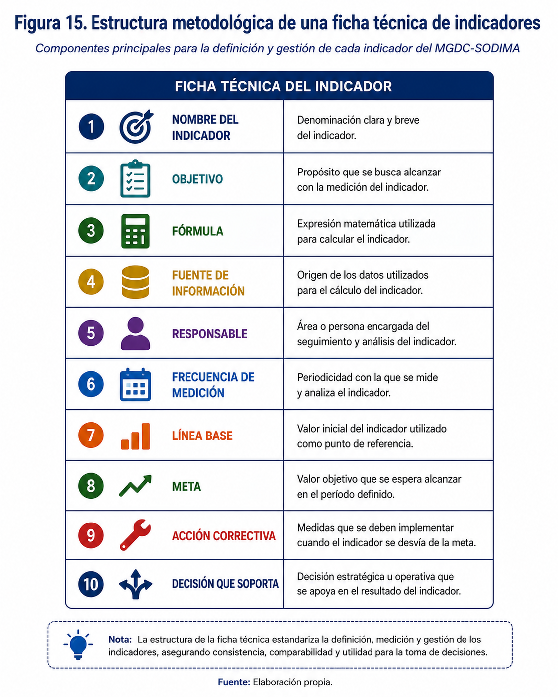 Figura 15. Estructura metodológica de una ficha técnica de indicadores
Componentes principales para la definición y gestión de cada indicador del MGDC-SODIMA
FICHA TÉCNICA DEL INDICADOR
1
NOMBRE DEL
INDICADOR
Denominación clara y breve
del indicador.
2
OBJETIVO
Propósito que se busca alcanzar
con la medición del indicador.
3
FÓRMULA
Expresión matemática utilizada
para calcular el indicador.
4
FUENTE DE
INFORMACIÓN
Origen de los datos utilizados
para el cálculo del indicador.
5
RESPONSABLE
Área o persona encargada del
seguimiento y análisis del indicador.
6
FRECUENCIA DE
MEDICIÓN
Periodicidad con la que se mide
y analiza el indicador.
7
LÍNEA BASE
Valor inicial del indicador utilizado
como punto de referencia.
8
META
Valor objetivo que se espera alcanzar
en el período definido.
9
ACCIÓN CORRECTIVA
Medidas que se deben implementar
cuando el indicador se desvía de la meta.
10
DECISIÓN QUE SOPORTA
Decisión estratégica u operativa que
se apoya en el resultado del indicador.
Nota: La estructura de la ficha técnica estandariza la definición, medición y gestión de los
indicadores, asegurando consistencia, comparabilidad y utilidad para la toma de decisiones.
Fuente: Elaboración propia.